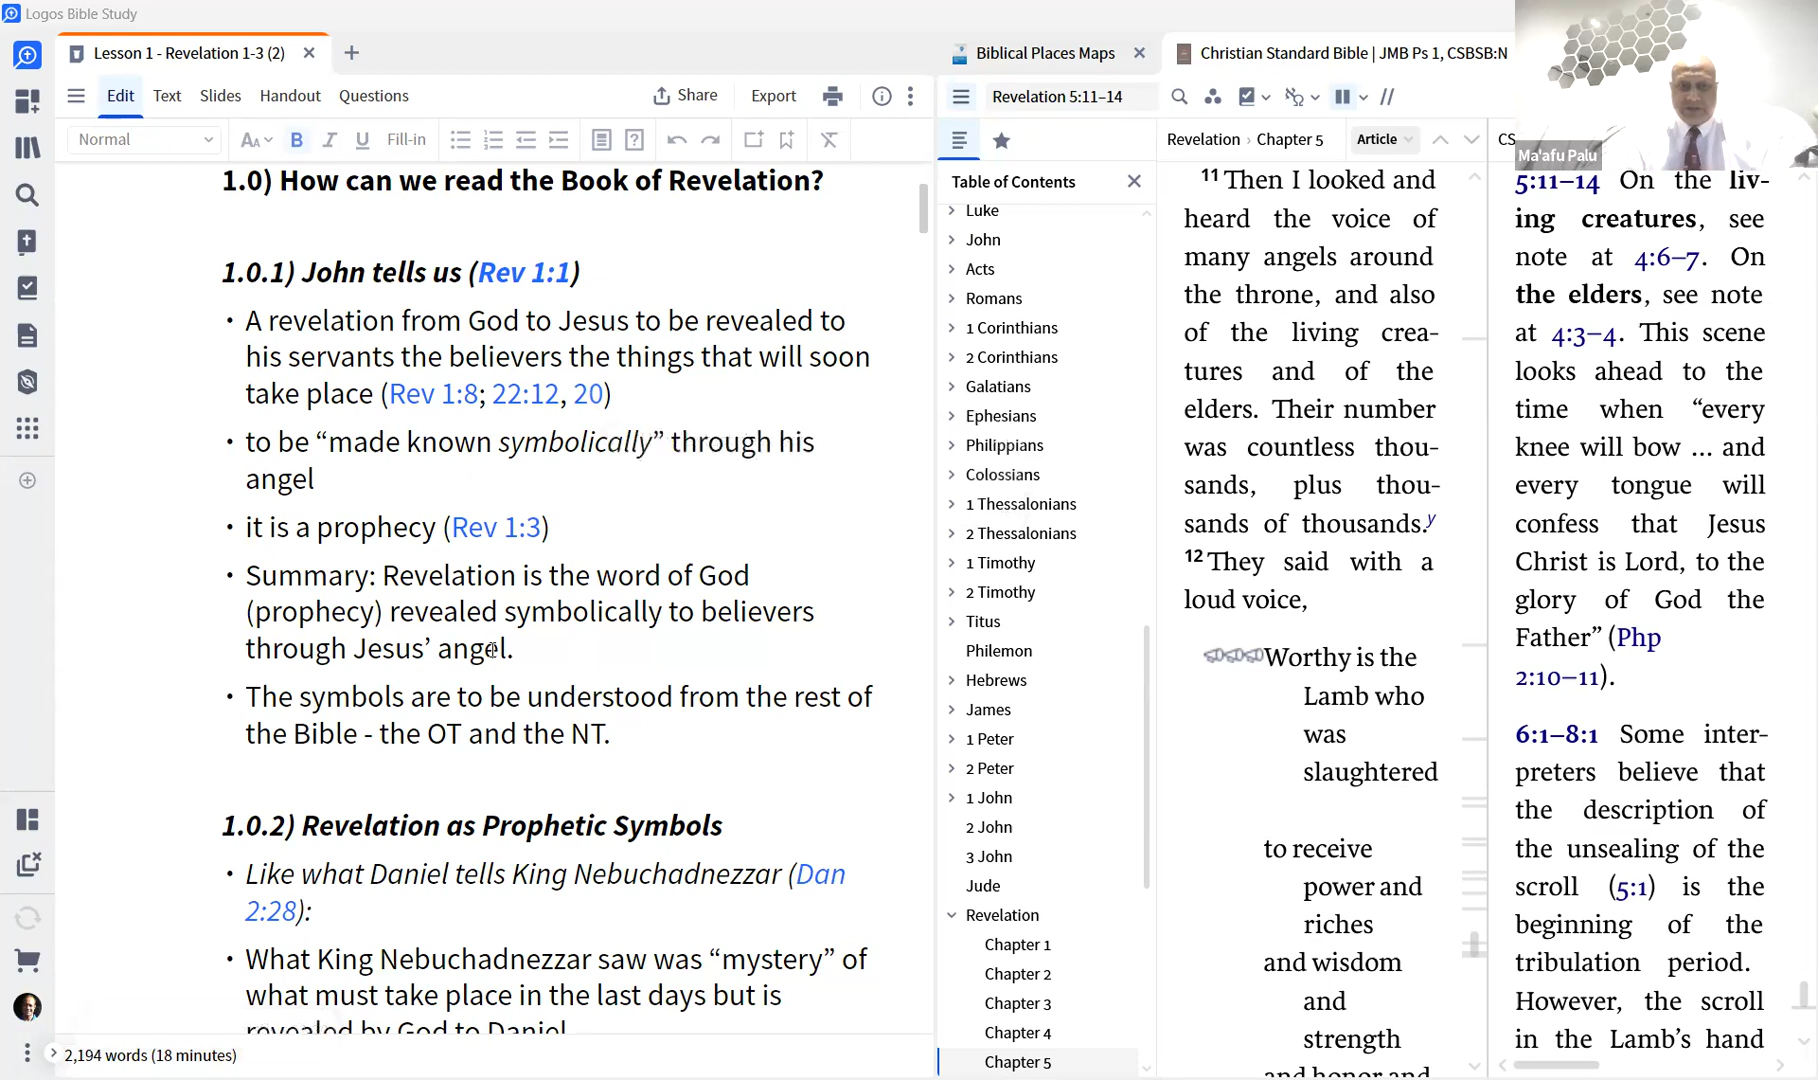 Logos Bible Study
Lesson 1 - Revelation 1-3 (2)
Edit Text Slides Handout Questions
Share Export
Normal
Fill-in
1.0) How can we read the Book of Revelation?
1.0.1) John tells us (Rev 1:1)
• A revelation from God to Jesus to be revealed to
his servants the believers the things that will soon
take place (Rev 1:8; 22:12, 20)
• to be “made known symbolically” through his
angel
• it is a prophecy (Rev 1:3)
• Summary: Revelation is the word of God
(prophecy) revealed symbolically to believers
through Jesus’ angel.
• The symbols are to be understood from the rest of
the Bible - the OT and the NT.
1.0.2) Revelation as Prophetic Symbols
• Like what Daniel tells King Nebuchadnezzar (Dan
2:28):
• What King Nebuchadnezzar saw was “mystery” of
what must take place in the last days but is
revealed by God to Daniel
2,194 words (18 minutes)
Biblical Places Maps
Christian Standard Bible | JMB Ps 1, CSBSB:N
Revelation 5:11–14
Revelation › Chapter 5
Article
CS
Table of Contents
Luke
John
Acts
Romans
1 Corinthians
2 Corinthians
Galatians
Ephesians
Philippians
Colossians
1 Thessalonians
2 Thessalonians
1 Timothy
2 Timothy
Titus
Philemon
Hebrews
James
1 Peter
2 Peter
1 John
2 John
3 John
Jude
Revelation
Chapter 1
Chapter 2
Chapter 3
Chapter 4
Chapter 5
11 Then I looked and
heard the voice of
many angels around
the throne, and also
of the living crea-
tures and of the
elders. Their number
was countless thou-
sands, plus thou-
sands of thousands.y
12 They said with a
loud voice,
Worthy is the
Lamb who
was
slaughtered
to receive
power and
riches
and wisdom
and
strength
and honor and
Ma'afu Palu
5:11–14 On the liv-
ing creatures, see
note at 4:6–7. On
the elders, see note
at 4:3–4. This scene
looks ahead to the
time when “every
knee will bow ... and
every tongue will
confess that Jesus
Christ is Lord, to the
glory of God the
Father” (Php
2:10–11).
6:1–8:1 Some inter-
preters believe that
the description of
the unsealing of the
scroll (5:1) is the
beginning of the
tribulation period.
However, the scroll
in the Lamb’s hand